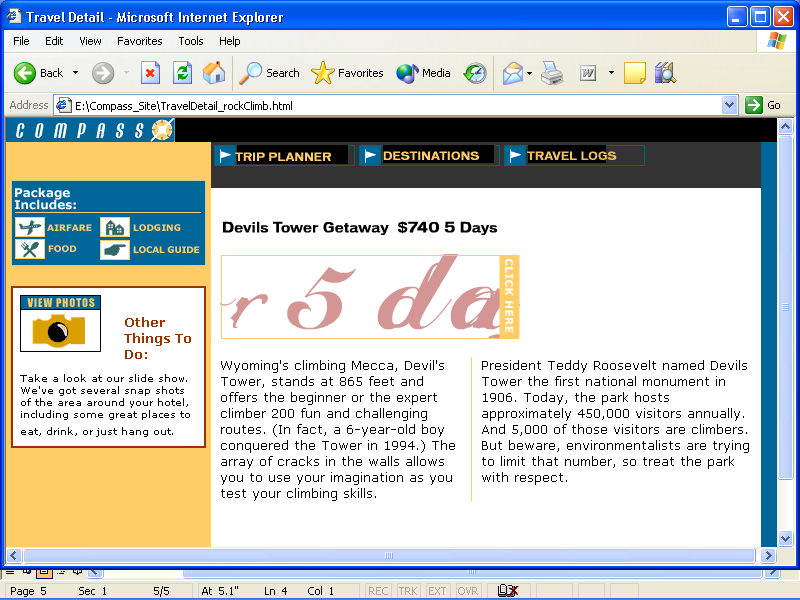 Travel Detail - Microsoft Internet Explorer
File Edit View Favorites Tools Help
Back Search Favorites Media
Address E:\Compass_Site\TravelDetail_rockClimb.html Go
COMPASS
TRIP PLANNER DESTINATIONS TRAVEL LOGS
Package
Includes:
AIRFARE LODGING
FOOD LOCAL GUIDE
VIEW PHOTOS
Other
Things To
Do:
Take a look at our slide show.
We've got several snap shots
of the area around your hotel,
including some great places to
eat, drink, or just hang out.
Devils Tower Getaway $740 5 Days
r 5 da
CLICK HERE
Wyoming's climbing Mecca, Devil's
Tower, stands at 865 feet and
offers the beginner or the expert
climber 200 fun and challenging
routes. (In fact, a 6-year-old boy
conquered the Tower in 1994.) The
array of cracks in the walls allows
you to use your imagination as you
test your climbing skills.
President Teddy Roosevelt named Devils
Tower the first national monument in
1906. Today, the park hosts
approximately 450,000 visitors annually.
And 5,000 of those visitors are climbers.
But beware, environmentalists are trying
to limit that number, so treat the park
with respect.
Page 5 Sec 1 5/5 At 5.1" Ln 4 Col 1 REC TRK EXT OVR